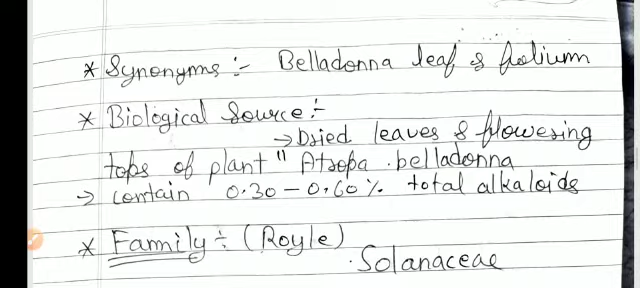 * Synonyms :- Belladonna leaf & folium
* Biological Source :-
→ Dried leaves & flowering
tops of plant " Atropa belladonna
→ contain 0.30-0.60% total alkaloids
* Family ÷ (Royle)
Solanaceae